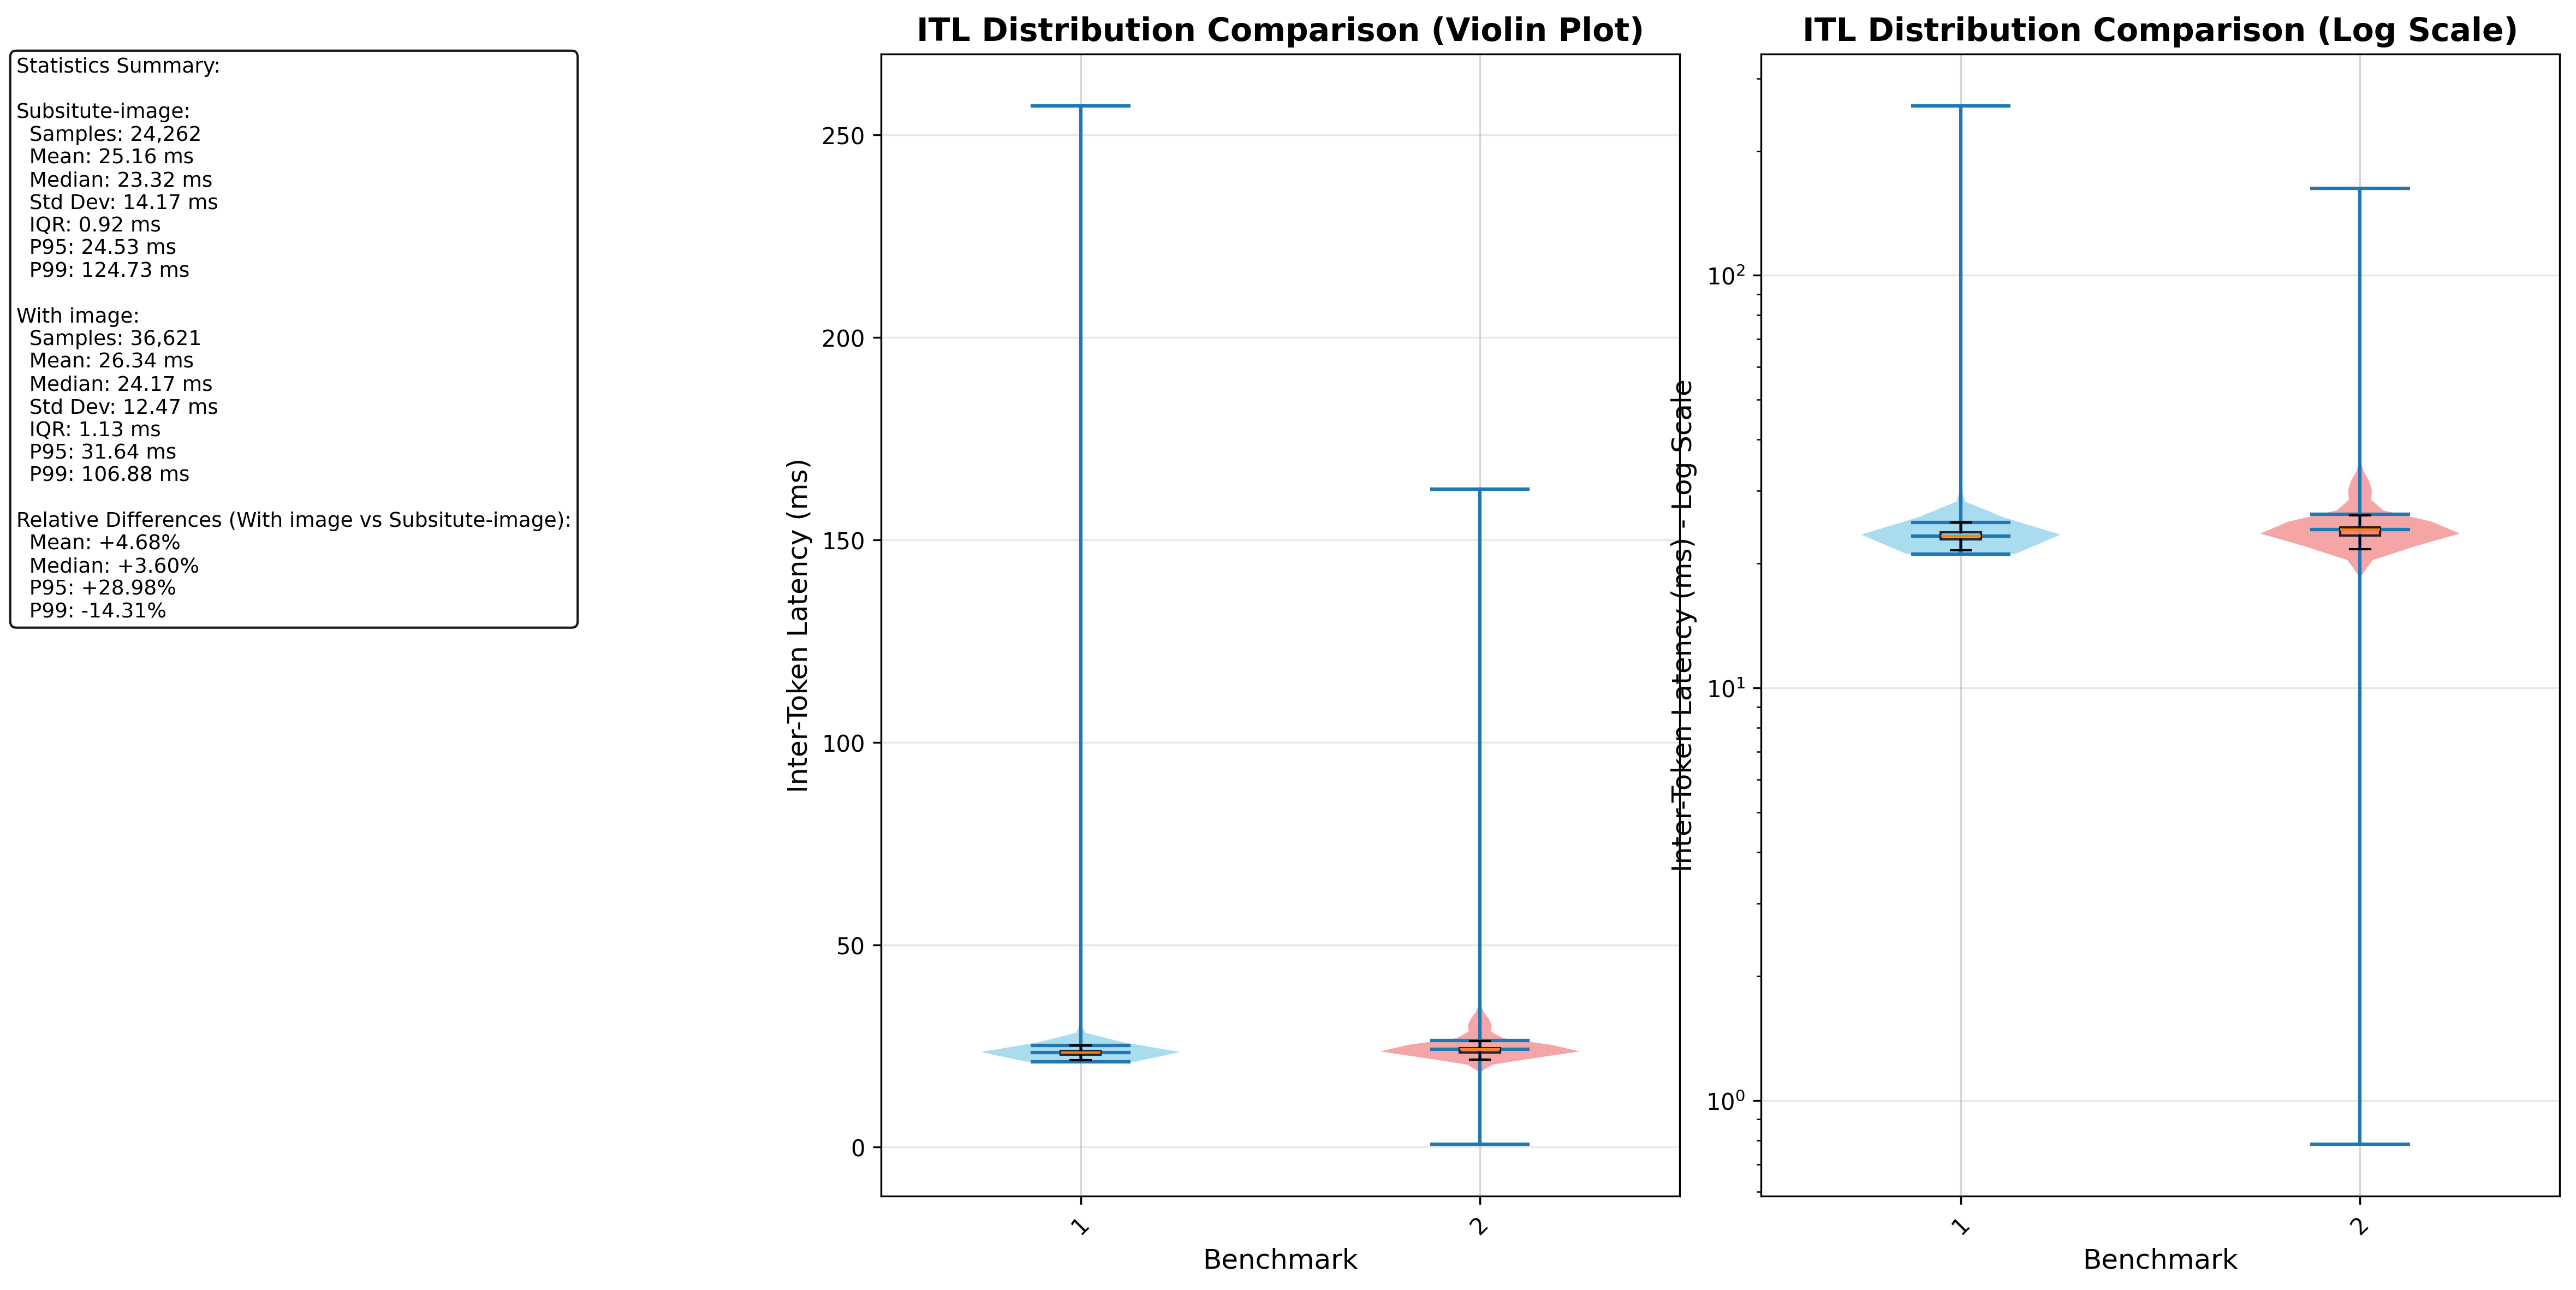 Statistics Summary:
Subsitute-image:
Samples: 24,262
Mean: 25.16 ms
Median: 23.32 ms
Std Dev: 14.17 ms
IQR: 0.92 ms
P95: 24.53 ms
P99: 124.73 ms
With image:
Samples: 36,621
Mean: 26.34 ms
Median: 24.17 ms
Std Dev: 12.47 ms
IQR: 1.13 ms
P95: 31.64 ms
P99: 106.88 ms
Relative Differences (With image vs Subsitute-image):
Mean: +4.68%
Median: +3.60%
P95: +28.98%
P99: -14.31%
ITL Distribution Comparison (Violin Plot)
Inter-Token Latency (ms)
250
200
150
100
50
0
1
2
Benchmark
ITL Distribution Comparison (Log Scale)
Inter-Token Latency (ms) - Log Scale
10²
10¹
10⁰
1
2
Benchmark